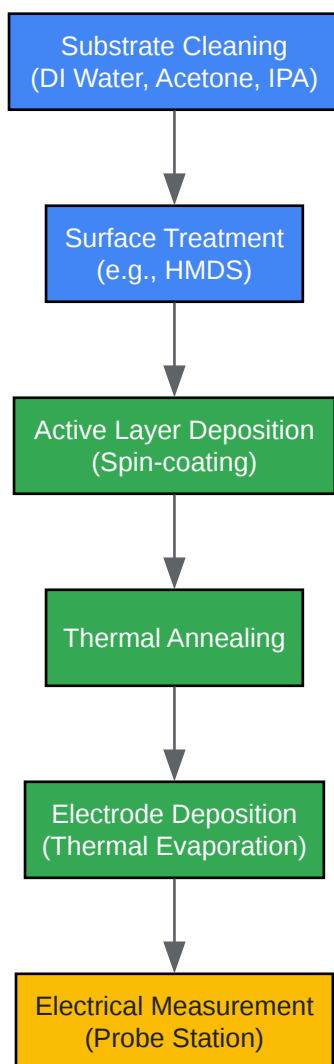 Substrate Cleaning
(DI Water, Acetone, IPA)
Surface Treatment
(e.g., HMDS)
Active Layer Deposition
(Spin-coating)
Thermal Annealing
Electrode Deposition
(Thermal Evaporation)
Electrical Measurement
(Probe Station)